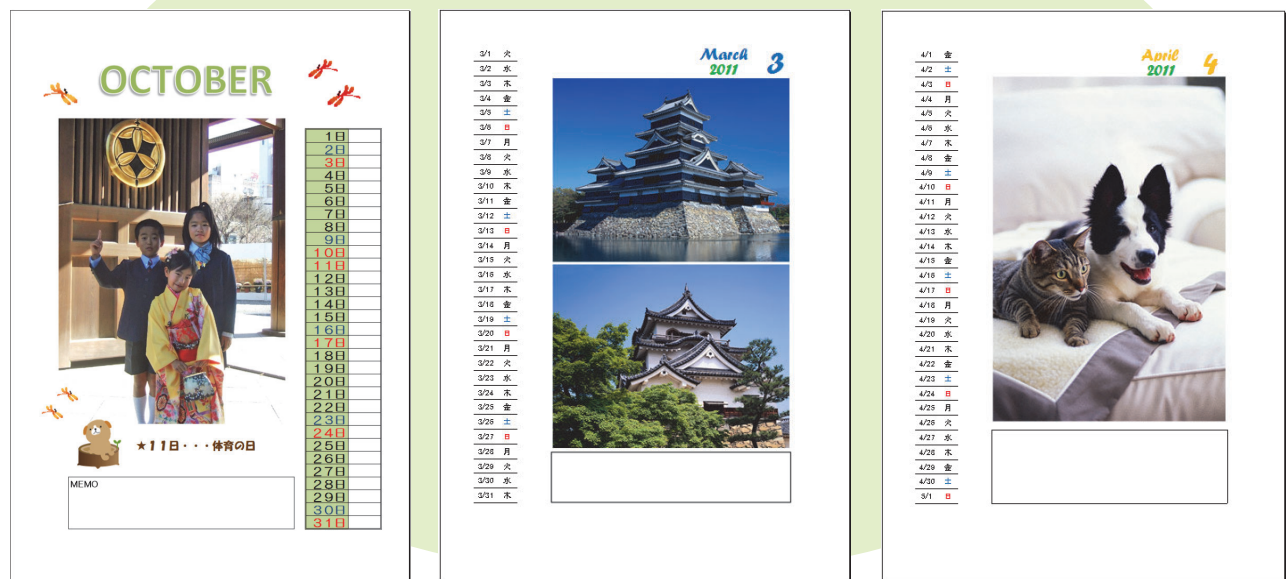 OCTOBER
1日
2日
3日
4日
5日
6日
7日
8日
9日
10日
11日
12日
13日
14日
15日
16日
17日
18日
19日
20日
21日
22日
23日
24日
25日
26日
27日
28日
29日
30日
31日
★11日・・・体育の日
MEMO
March 3
2011
3/1 火
3/2 水
3/3 木
3/4 金
3/5 土
3/6 日
3/7 月
3/8 火
3/9 水
3/10 木
3/11 金
3/12 土
3/13 日
3/14 月
3/15 火
3/16 水
3/17 木
3/18 金
3/19 土
3/20 日
3/21 月
3/22 火
3/23 水
3/24 木
3/25 金
3/26 土
3/27 日
3/28 月
3/29 火
3/30 水
3/31 木
April 4
2011
4/1 金
4/2 土
4/3 日
4/4 月
4/5 火
4/6 水
4/7 木
4/8 金
4/9 土
4/10 日
4/11 月
4/12 火
4/13 水
4/14 木
4/15 金
4/16 土
4/17 日
4/18 月
4/19 火
4/20 水
4/21 木
4/22 金
4/23 土
4/24 日
4/25 月
4/26 火
4/27 水
4/28 木
4/29 金
4/30 土
5/1 日